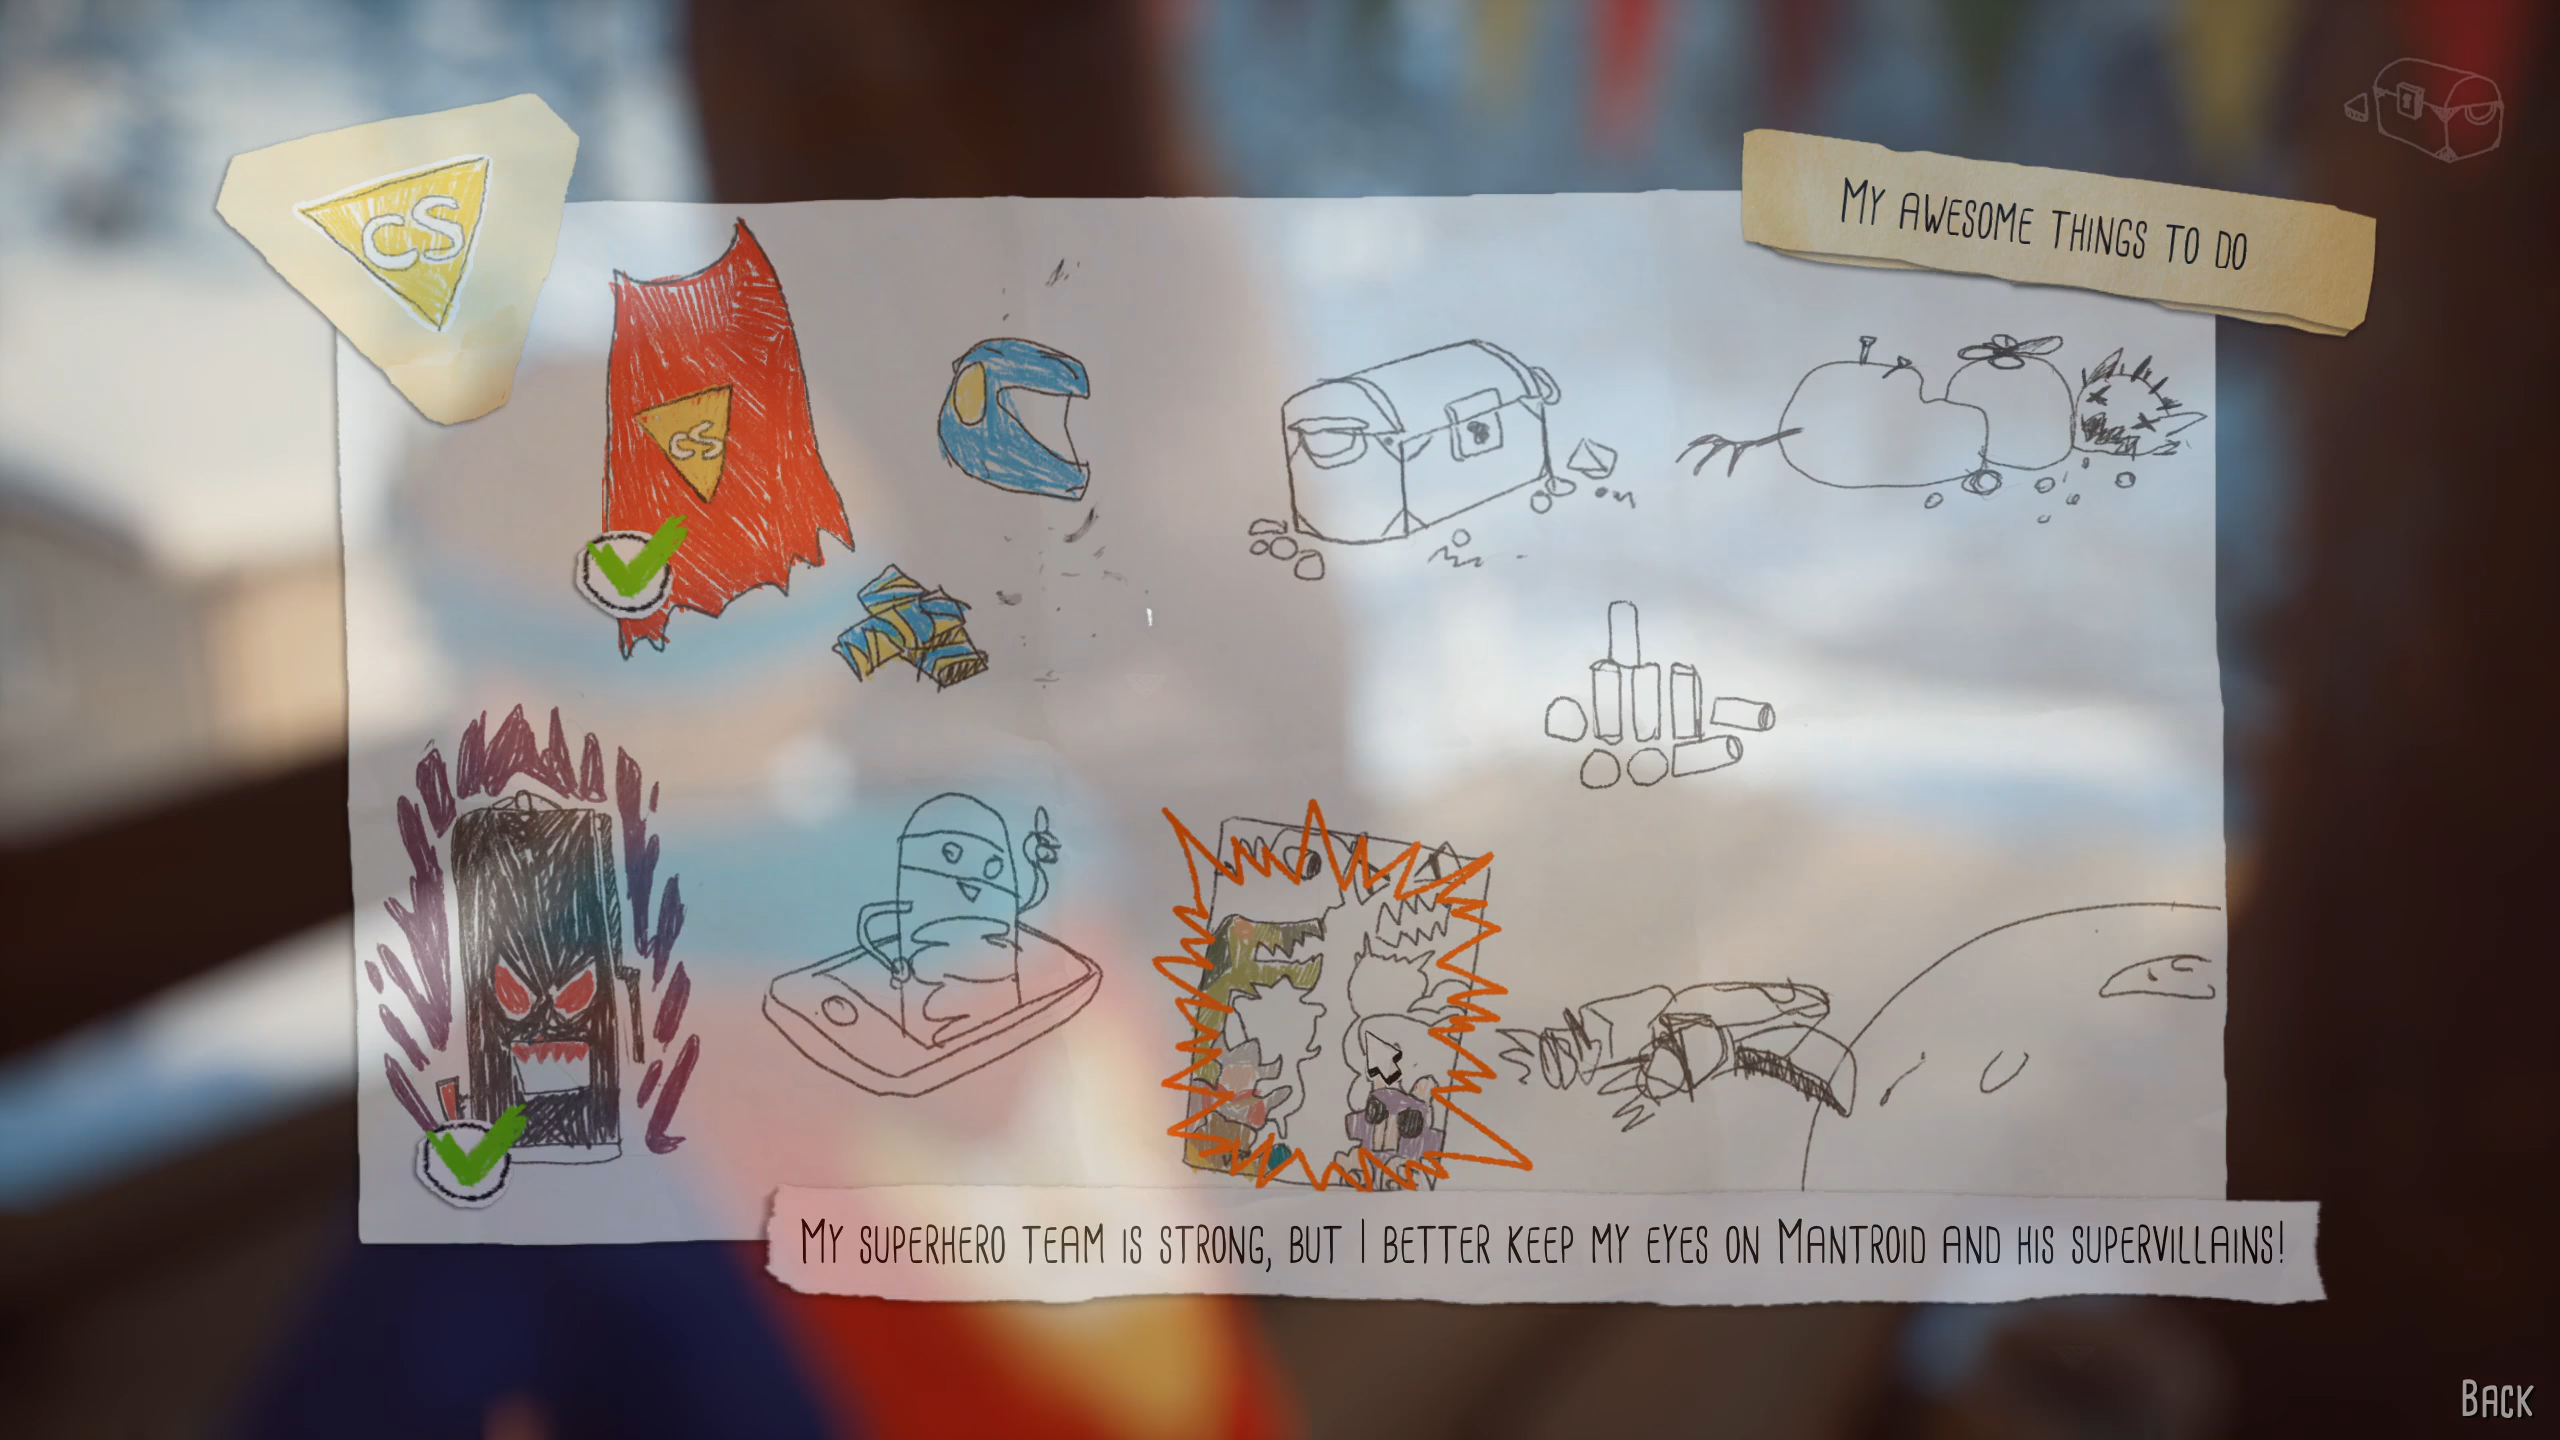 CS
MY AWESOME THINGS TO DO
CS
MY SUPERHERO TEAM IS STRONG, BUT I BETTER KEEP MY EYES ON MANTROID AND HIS SUPERVILLAINS!
BACK